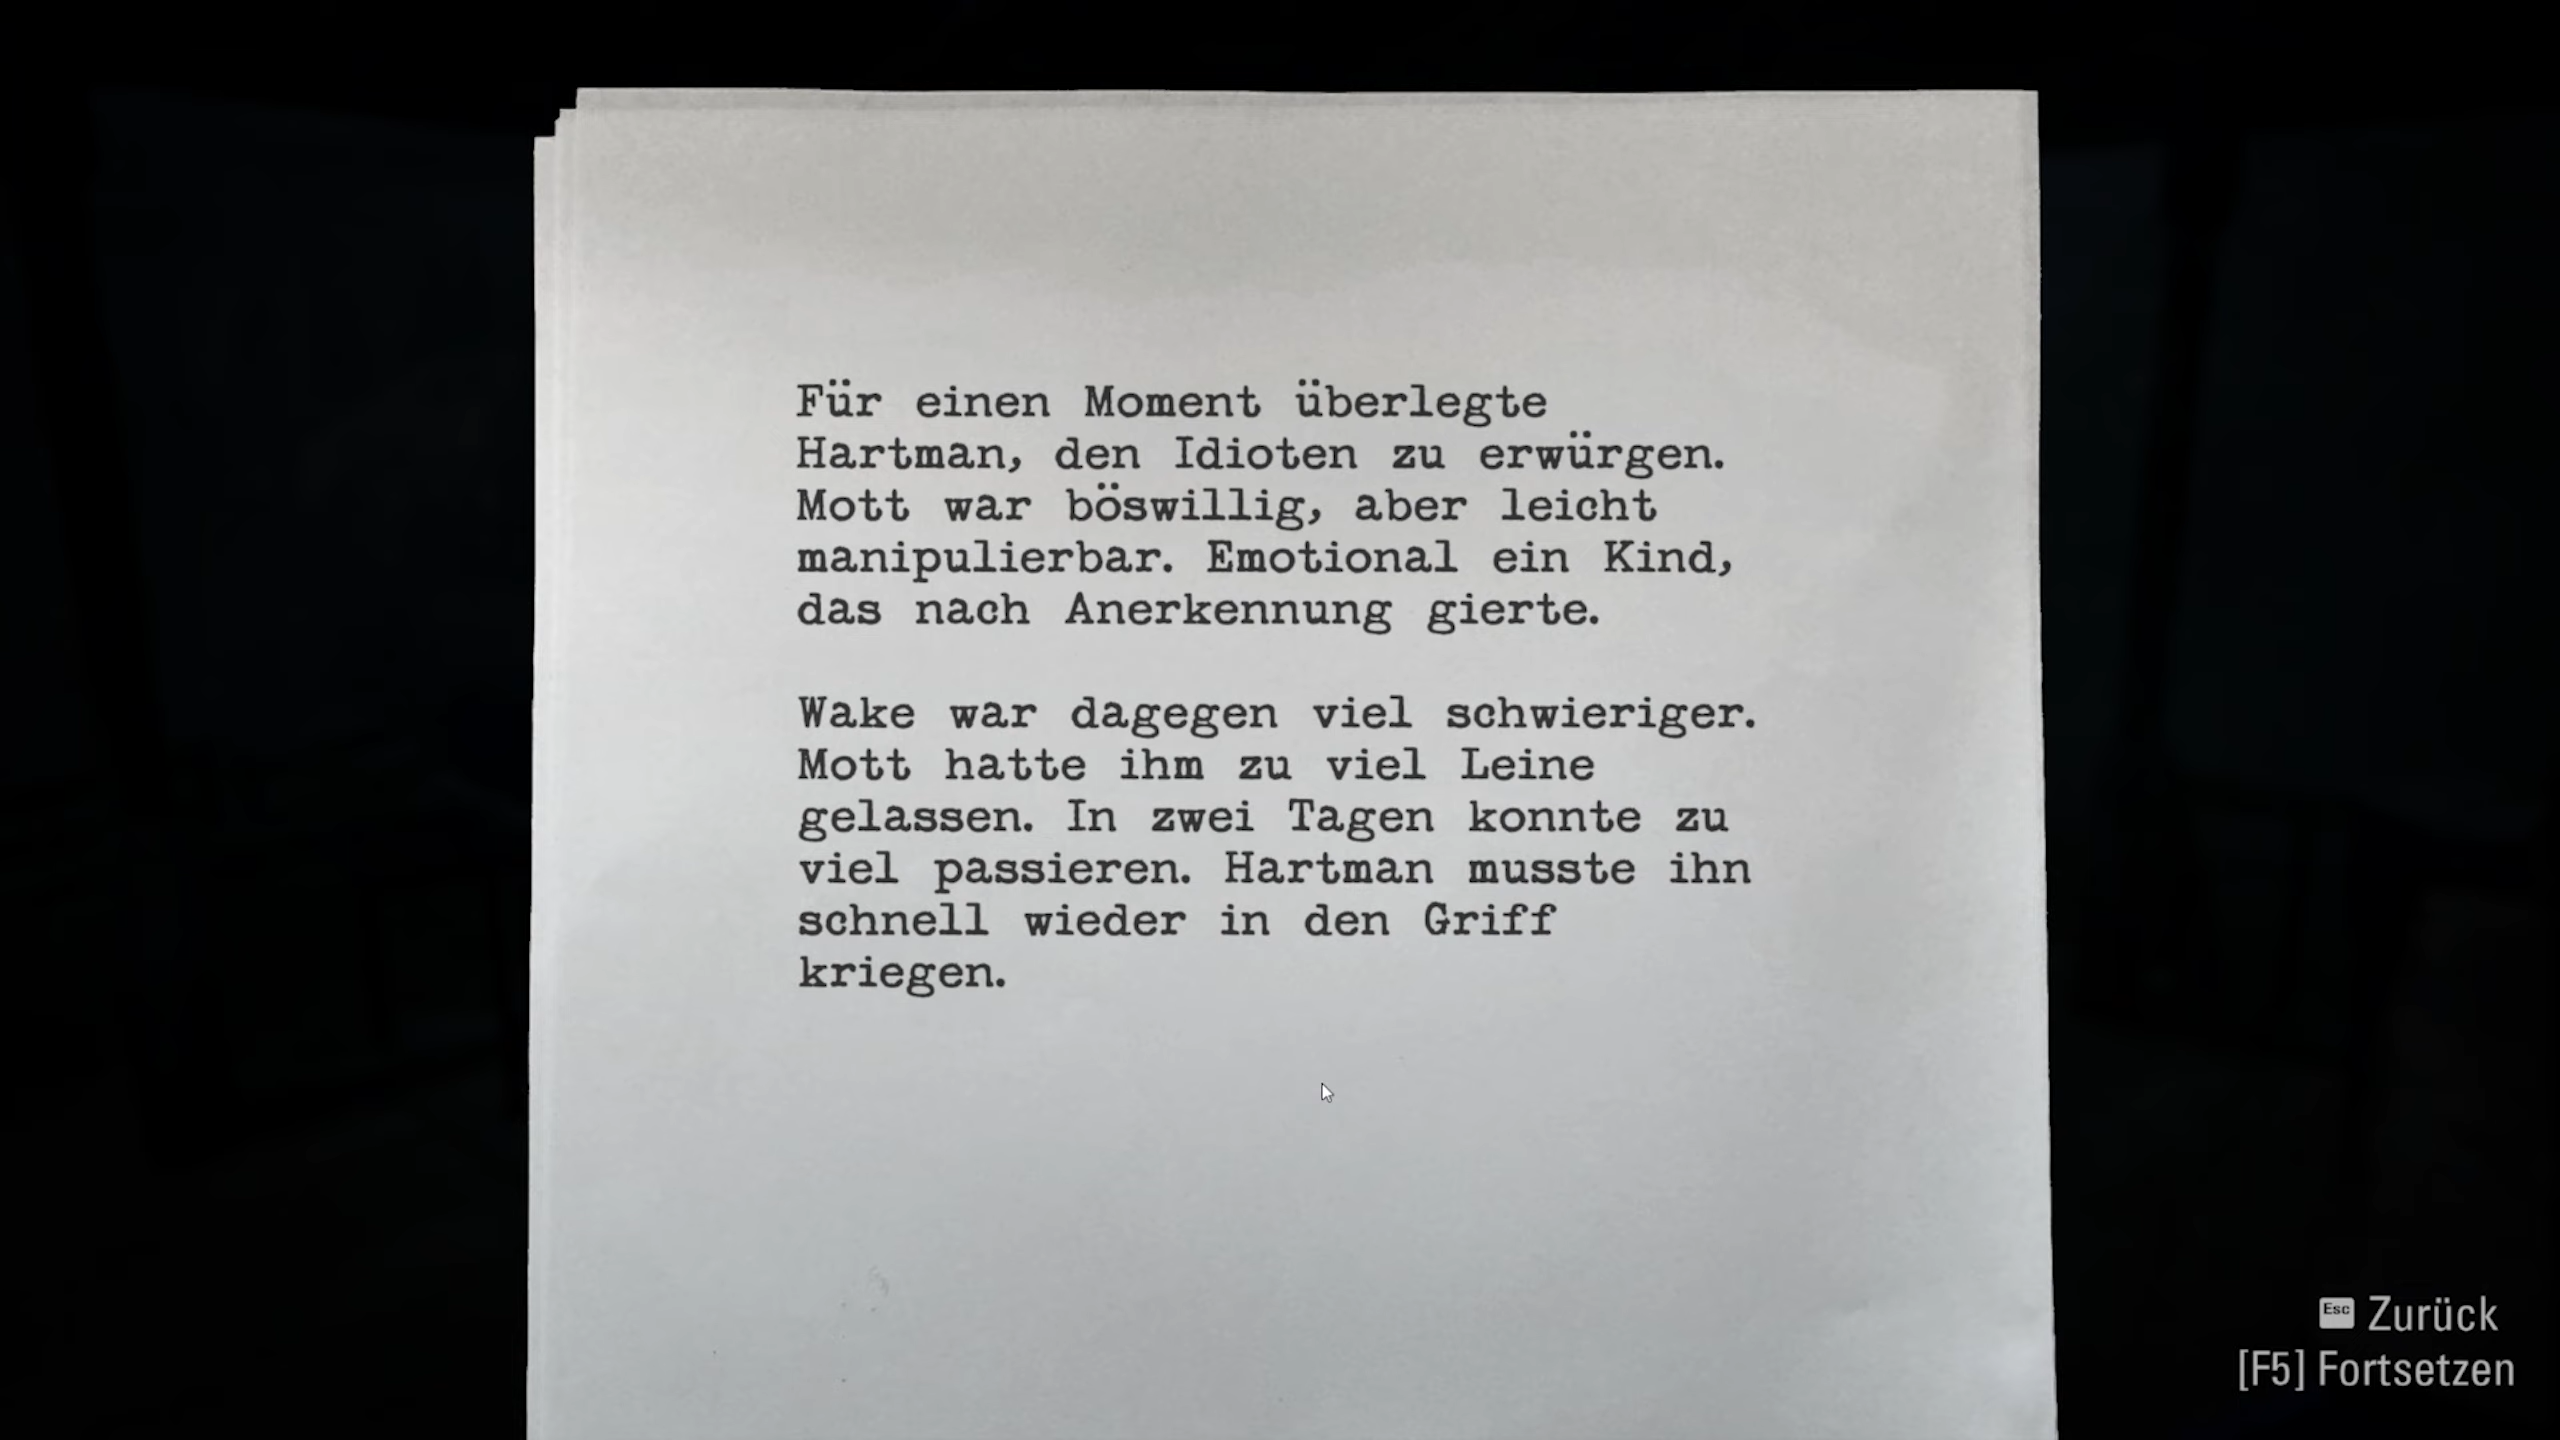 Für einen Moment überlegte
Hartman, den Idioten zu erwürgen.
Mott war böswillig, aber leicht
manipulierbar. Emotional ein Kind,
das nach Anerkennung gierte.
Wake war dagegen viel schwieriger.
Mott hatte ihm zu viel Leine
gelassen. In zwei Tagen konnte zu
viel passieren. Hartman musste ihn
schnell wieder in den Griff
kriegen.
Esc Zurück
[F5] Fortsetzen